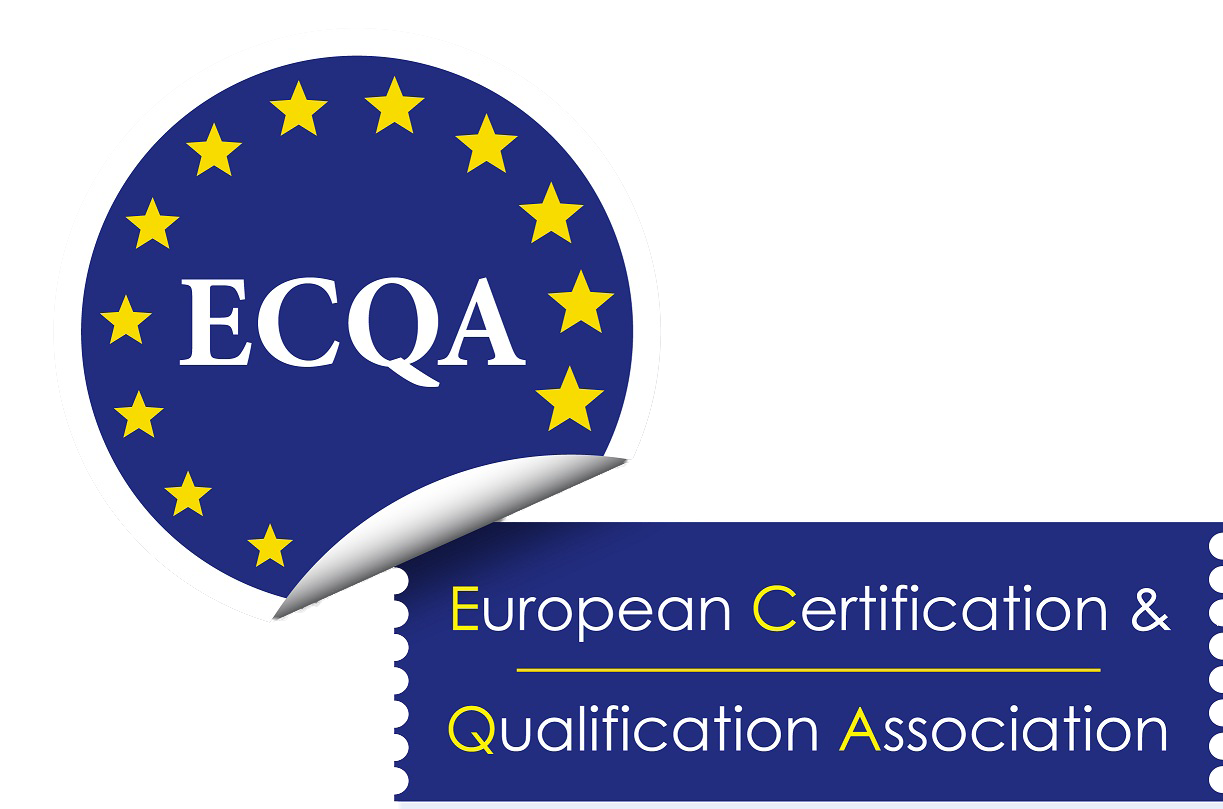 ECQA
European Certification &
Qualification Association